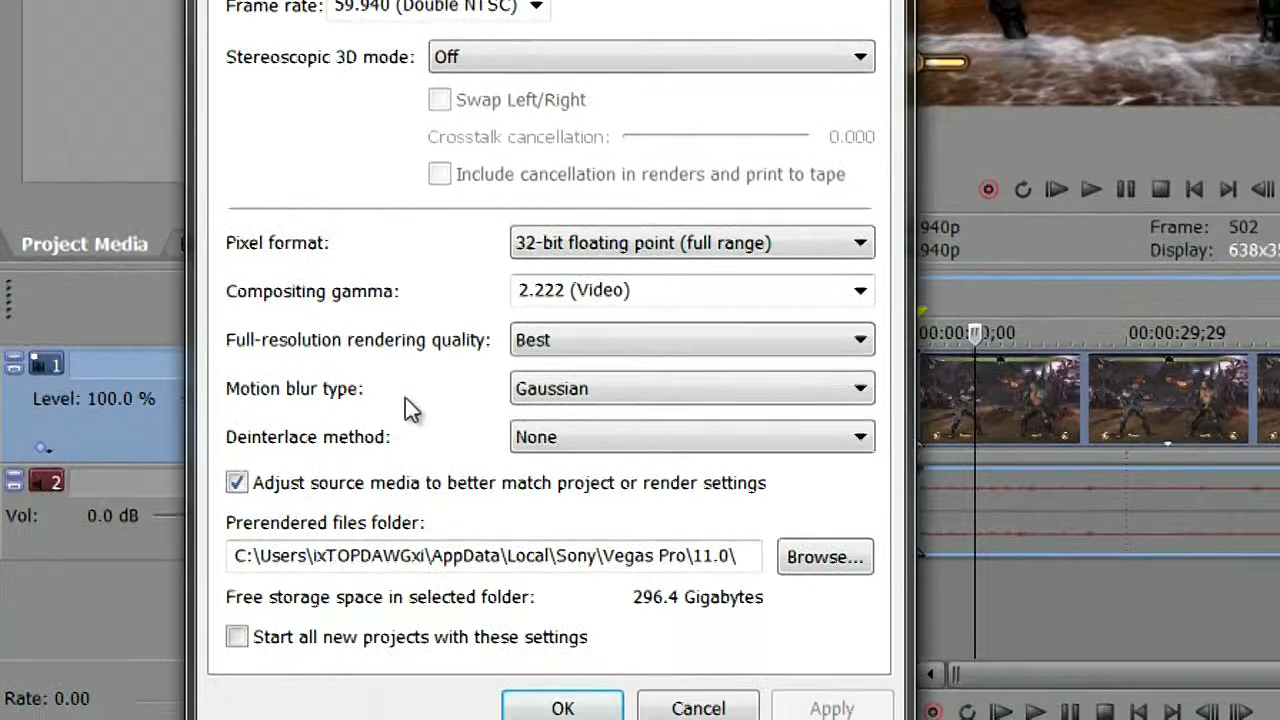 Frame rate: 59.940 (Double NTSC)
Stereoscopic 3D mode: Off
Swap Left/Right
Crosstalk cancellation: 0.000
Include cancellation in renders and print to tape
Pixel format: 32-bit floating point (full range)
Compositing gamma: 2.222 (Video)
Full-resolution rendering quality: Best
Motion blur type: Gaussian
Deinterlace method: None
Adjust source media to better match project or render settings
Prerendered files folder:
C:\Users\ixTOPDAWGxi\AppData\Local\Sony\Vegas Pro\11.0\
Browse...
Free storage space in selected folder: 296.4 Gigabytes
Start all new projects with these settings
OK Cancel Apply
Project Media
1
Level: 100.0 %
2
Vol: 0.0 dB
Rate: 0.00
940p Frame: 502
940p Display: 638x35
00:00:29;29